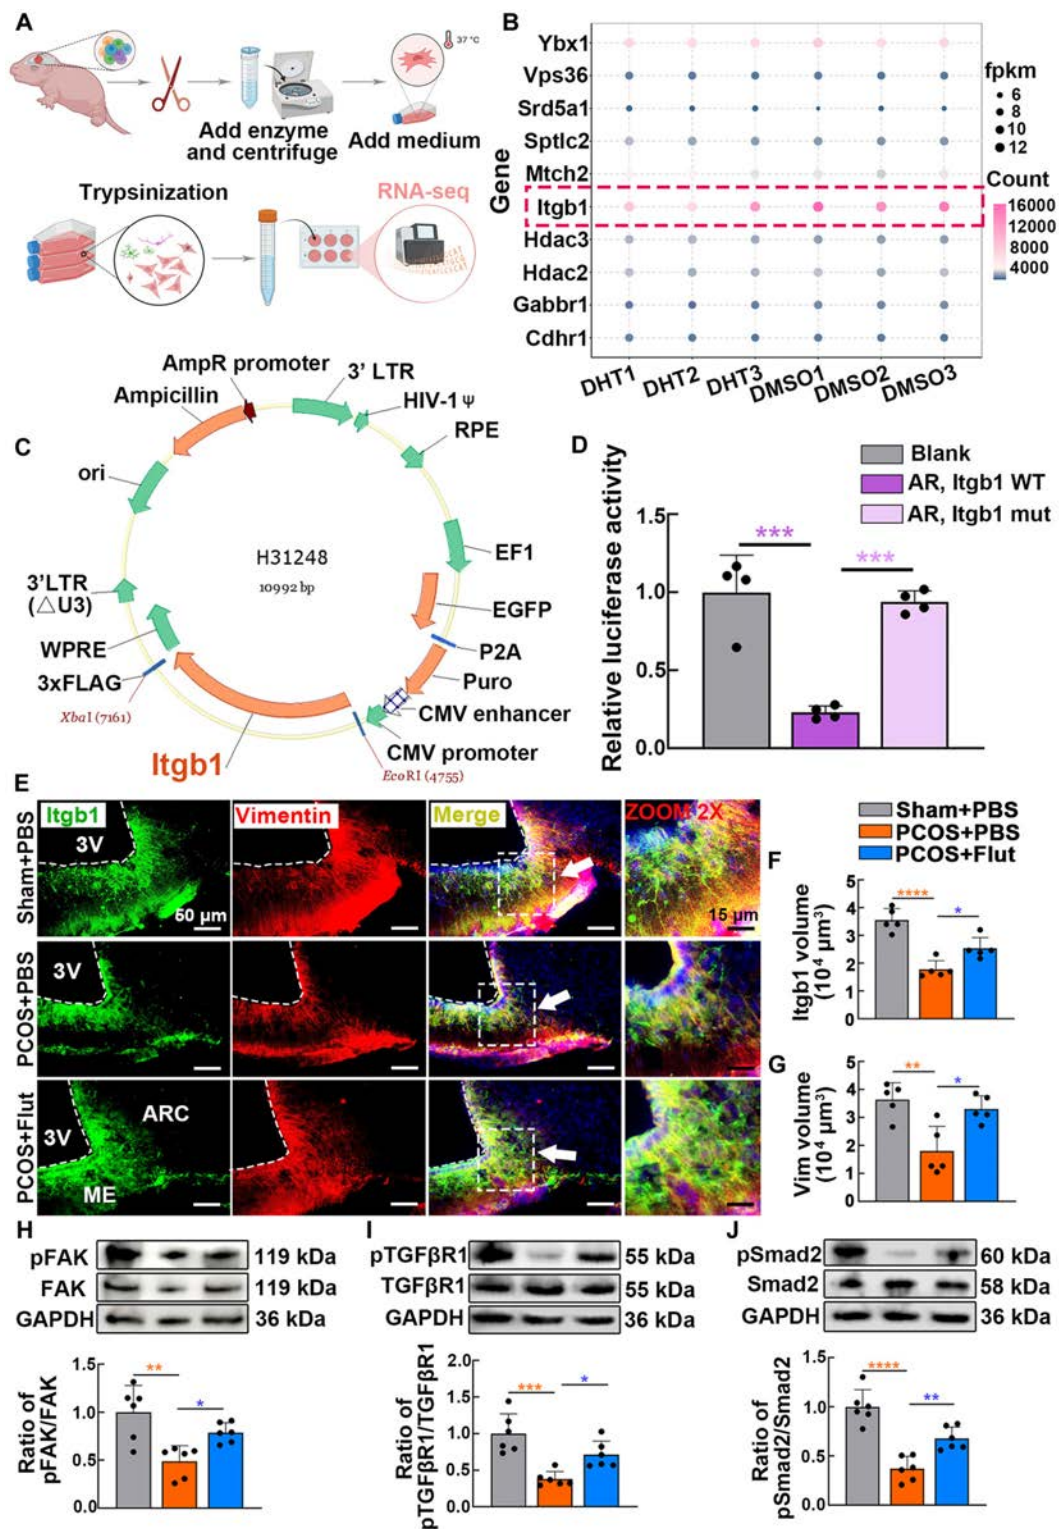 A
37 °C
Add enzyme
and centrifuge
Add medium
Trypsinization
RNA-seq
B
Gene
Ybx1
Vps36
Srd5a1
Sptlc2
Mtch2
Itgb1
Hdac3
Hdac2
Gabbr1
Cdhr1
DHT1
DHT2
DHT3
DMSO1
DMSO2
DMSO3
fpkm
6
8
10
12
Count
16000
12000
8000
4000
C
AmpR promoter
Ampicillin
3' LTR
HIV-1 ψ
RPE
ori
EF1
H31248
10992 bp
3'LTR
(△U3)
EGFP
WPRE
P2A
3xFLAG
Puro
XbaI (7161)
CMV enhancer
CMV promoter
Itgb1
EcoRI (4755)
D
Blank
AR, Itgb1 WT
AR, Itgb1 mut
Relative luciferase activity
1.5
1.0
0.5
0.0
***
***
E
Itgb1
Vimentin
Merge
ZOOM 2X
Sham+PBS
3V
50 µm
15 µm
PCOS+PBS
3V
PCOS+Flut
3V
ARC
ME
Sham+PBS
PCOS+PBS
PCOS+Flut
F
Itgb1 volume
(10⁴ µm³)
5
4
3
2
1
0
****
*
G
Vim volume
(10⁴ µm³)
5
4
3
2
1
0
**
*
H
pFAK
119 kDa
FAK
119 kDa
GAPDH
36 kDa
Ratio of
pFAK/FAK
1.5
1.0
0.5
0.0
**
*
I
pTGFβR1
55 kDa
TGFβR1
55 kDa
GAPDH
36 kDa
Ratio of
pTGFβR1/TGFβR1
2.0
1.5
1.0
0.5
0.0
***
*
J
pSmad2
60 kDa
Smad2
58 kDa
GAPDH
36 kDa
Ratio of
pSmad2/Smad2
1.5
1.0
0.5
0.0
****
**